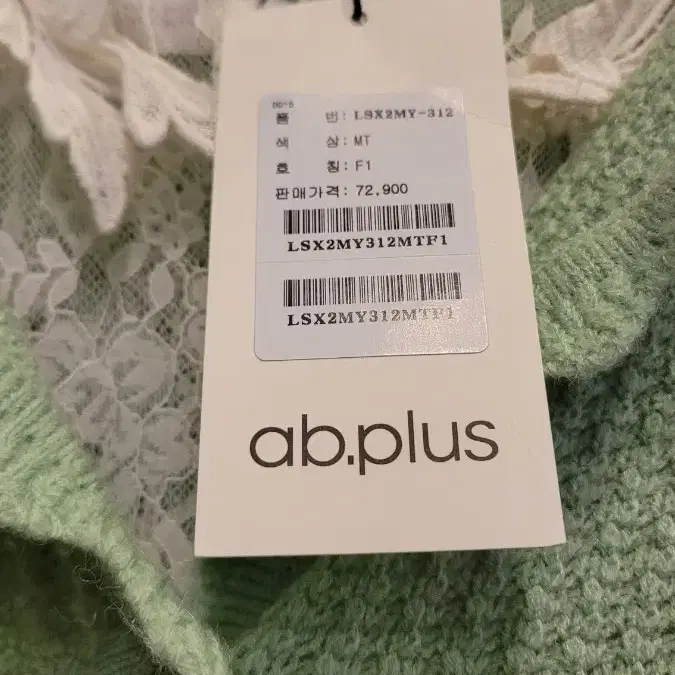 품 번: LSX2MY-312
색 상: MT
호 칭: F1
판매가격: 72,900
LSX2MY312MTF1
LSX2MY312MTF1
ab.plus